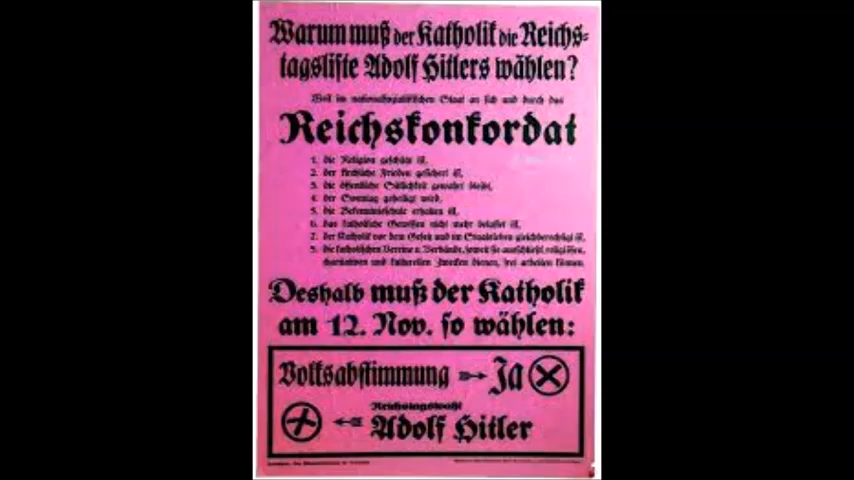 Warum muß der Katholik die Reichs-
tagsliste Adolf Hitlers wählen?
Weil im nationalsozialistischen Staat an sich und durch das
Reichskonkordat
1. die Religion geschützt ist,
2. der kirchliche Frieden gesichert ist,
3. die öffentliche Sittlichkeit gewahrt bleibt,
4. der Sonntag geheiligt wird,
5. die Bekenntnisschule erhalten ist,
6. das katholische Gewissen nicht mehr belastet ist,
7. der Katholik vor dem Gesetz und im Staatsleben gleichberechtigt ist,
8. die katholischen Vereine u. Verbände, soweit sie ausschließl. religiösen,
charitativen und kulturellen Zwecken dienen, frei arbeiten können.
Deshalb muß der Katholik
am 12. Nov. so wählen:
Volksabstimmung Ja
Reichstagswahl
Adolf Hitler